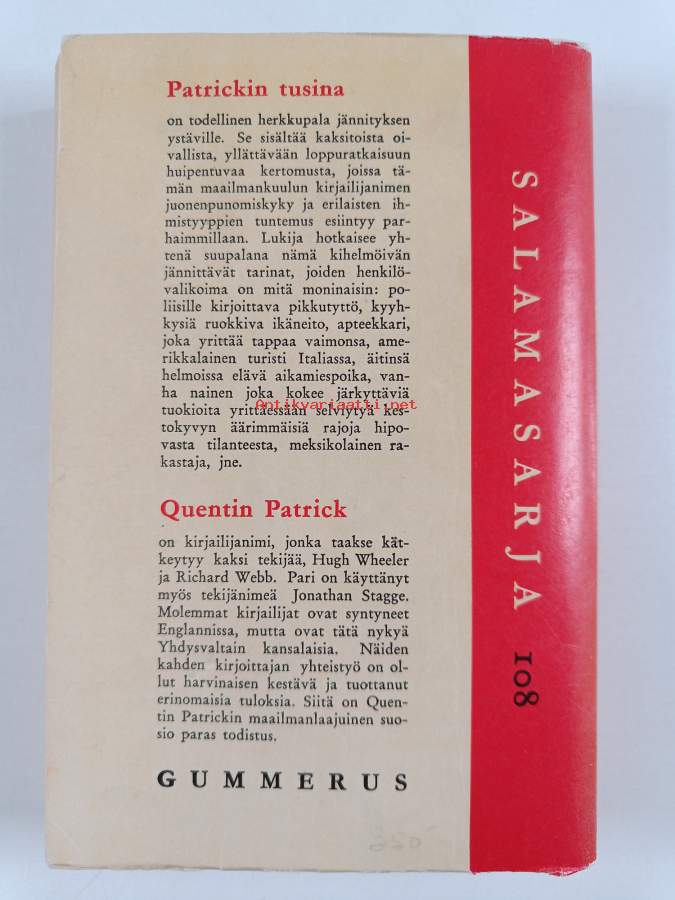 Patrickin tusina
on todellinen herkkupala jännityksen
ystäville. Se sisältää kaksitoista oi-
vallista, yllättävään loppuratkaisuun
huipentuvaa kertomusta, joissa tä-
män maailmankuulun kirjailijanimen
juonenpunomiskyky ja erilaisten ih-
mistyyppien tuntemus esiintyy par-
haimmillaan. Lukija hotkaisee yh-
tenä suupalana nämä kihelmöivän
jännittävät tarinat, joiden henkilö-
valikoima on mitä moninaisin: po-
liisille kirjoittava pikkutyttö, kyyh-
kysiä ruokkiva ikäneito, apteekkari,
joka yrittää tappaa vaimonsa, ame-
rikkalainen turisti Italiassa, äitinsä
helmoissa elävä aikamiespoika, van-
ha nainen joka kokee järkyttäviä
tuokioita yrittäessään selviytyä kes-
tokyvyn äärimmäisiä rajoja hipo-
vasta tilanteesta, meksikolainen ra-
kastaja, jne.
Antikvariaatti.net
Quentin Patrick
on kirjailijanimi, jonka taakse kät-
keytyy kaksi tekijää, Hugh Wheeler
ja Richard Webb. Pari on käyttänyt
myös tekijänimeä Jonathan Stagge.
Molemmat kirjailijat ovat syntyneet
Englannissa, mutta ovat tätä nykyä
Yhdysvaltain kansalaisia. Näiden
kahden kirjoittajan yhteistyö on ol-
lut harvinaisen kestävä ja tuottanut
erinomaisia tuloksia. Siitä on Quen-
tin Patrickin maailmanlaajuinen suo-
sio paras todistus.
GUMMERUS
SALAMASARJA 108